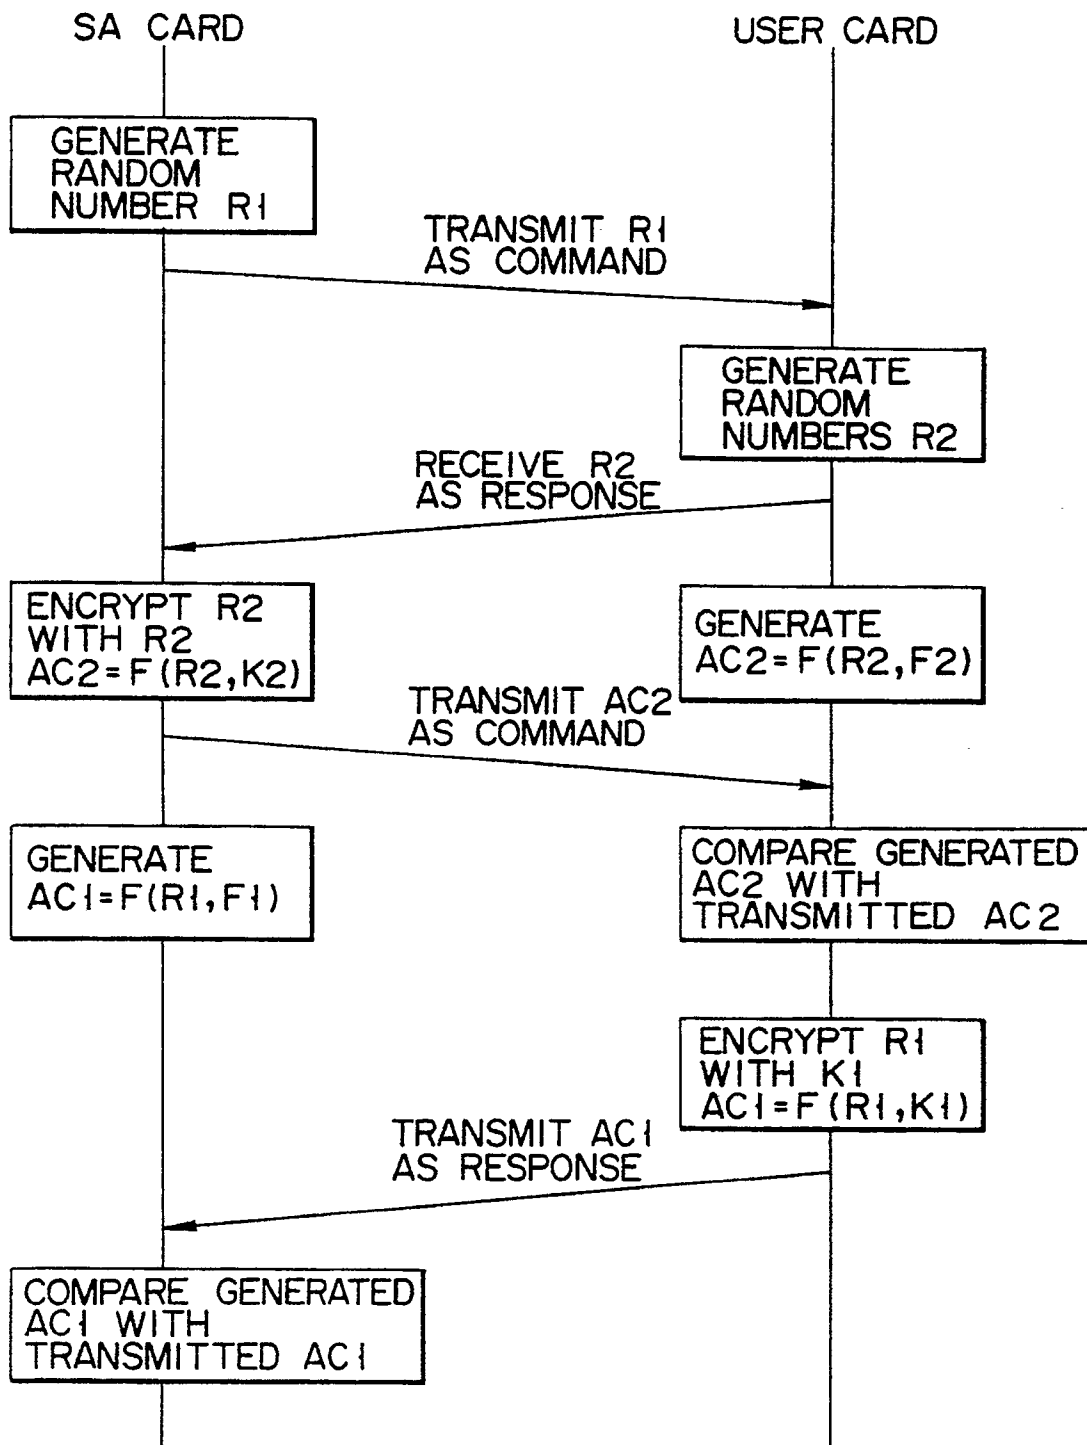 SA CARD
USER CARD
GENERATE
RANDOM
NUMBER R1
TRANSMIT R1
AS COMMAND
GENERATE
RANDOM
NUMBERS R2
RECEIVE R2
AS RESPONSE
ENCRYPT R2
WITH R2
AC2=F(R2,K2)
GENERATE
AC2=F(R2,F2)
TRANSMIT AC2
AS COMMAND
GENERATE
AC1=F(R1,F1)
COMPARE GENERATED
AC2 WITH
TRANSMITTED AC2
ENCRYPT R1
WITH K1
AC1=F(R1,K1)
TRANSMIT AC1
AS RESPONSE
COMPARE GENERATED
AC1 WITH
TRANSMITTED AC1